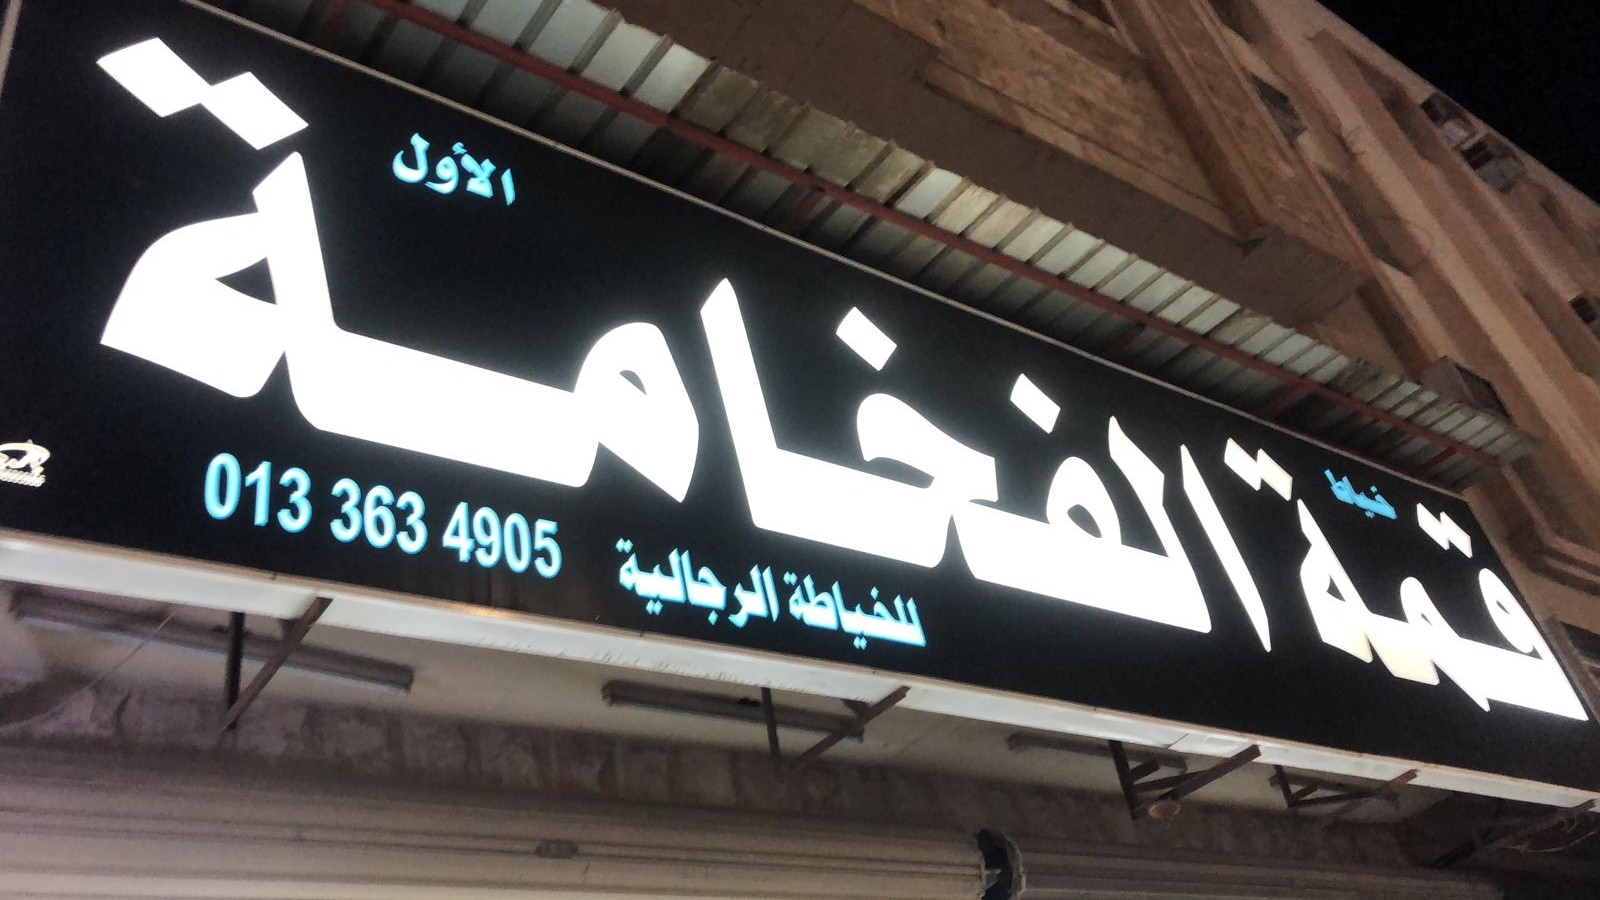 خياط
قمة الفخامة
الأول
للخياطة الرجالية
013 363 4905